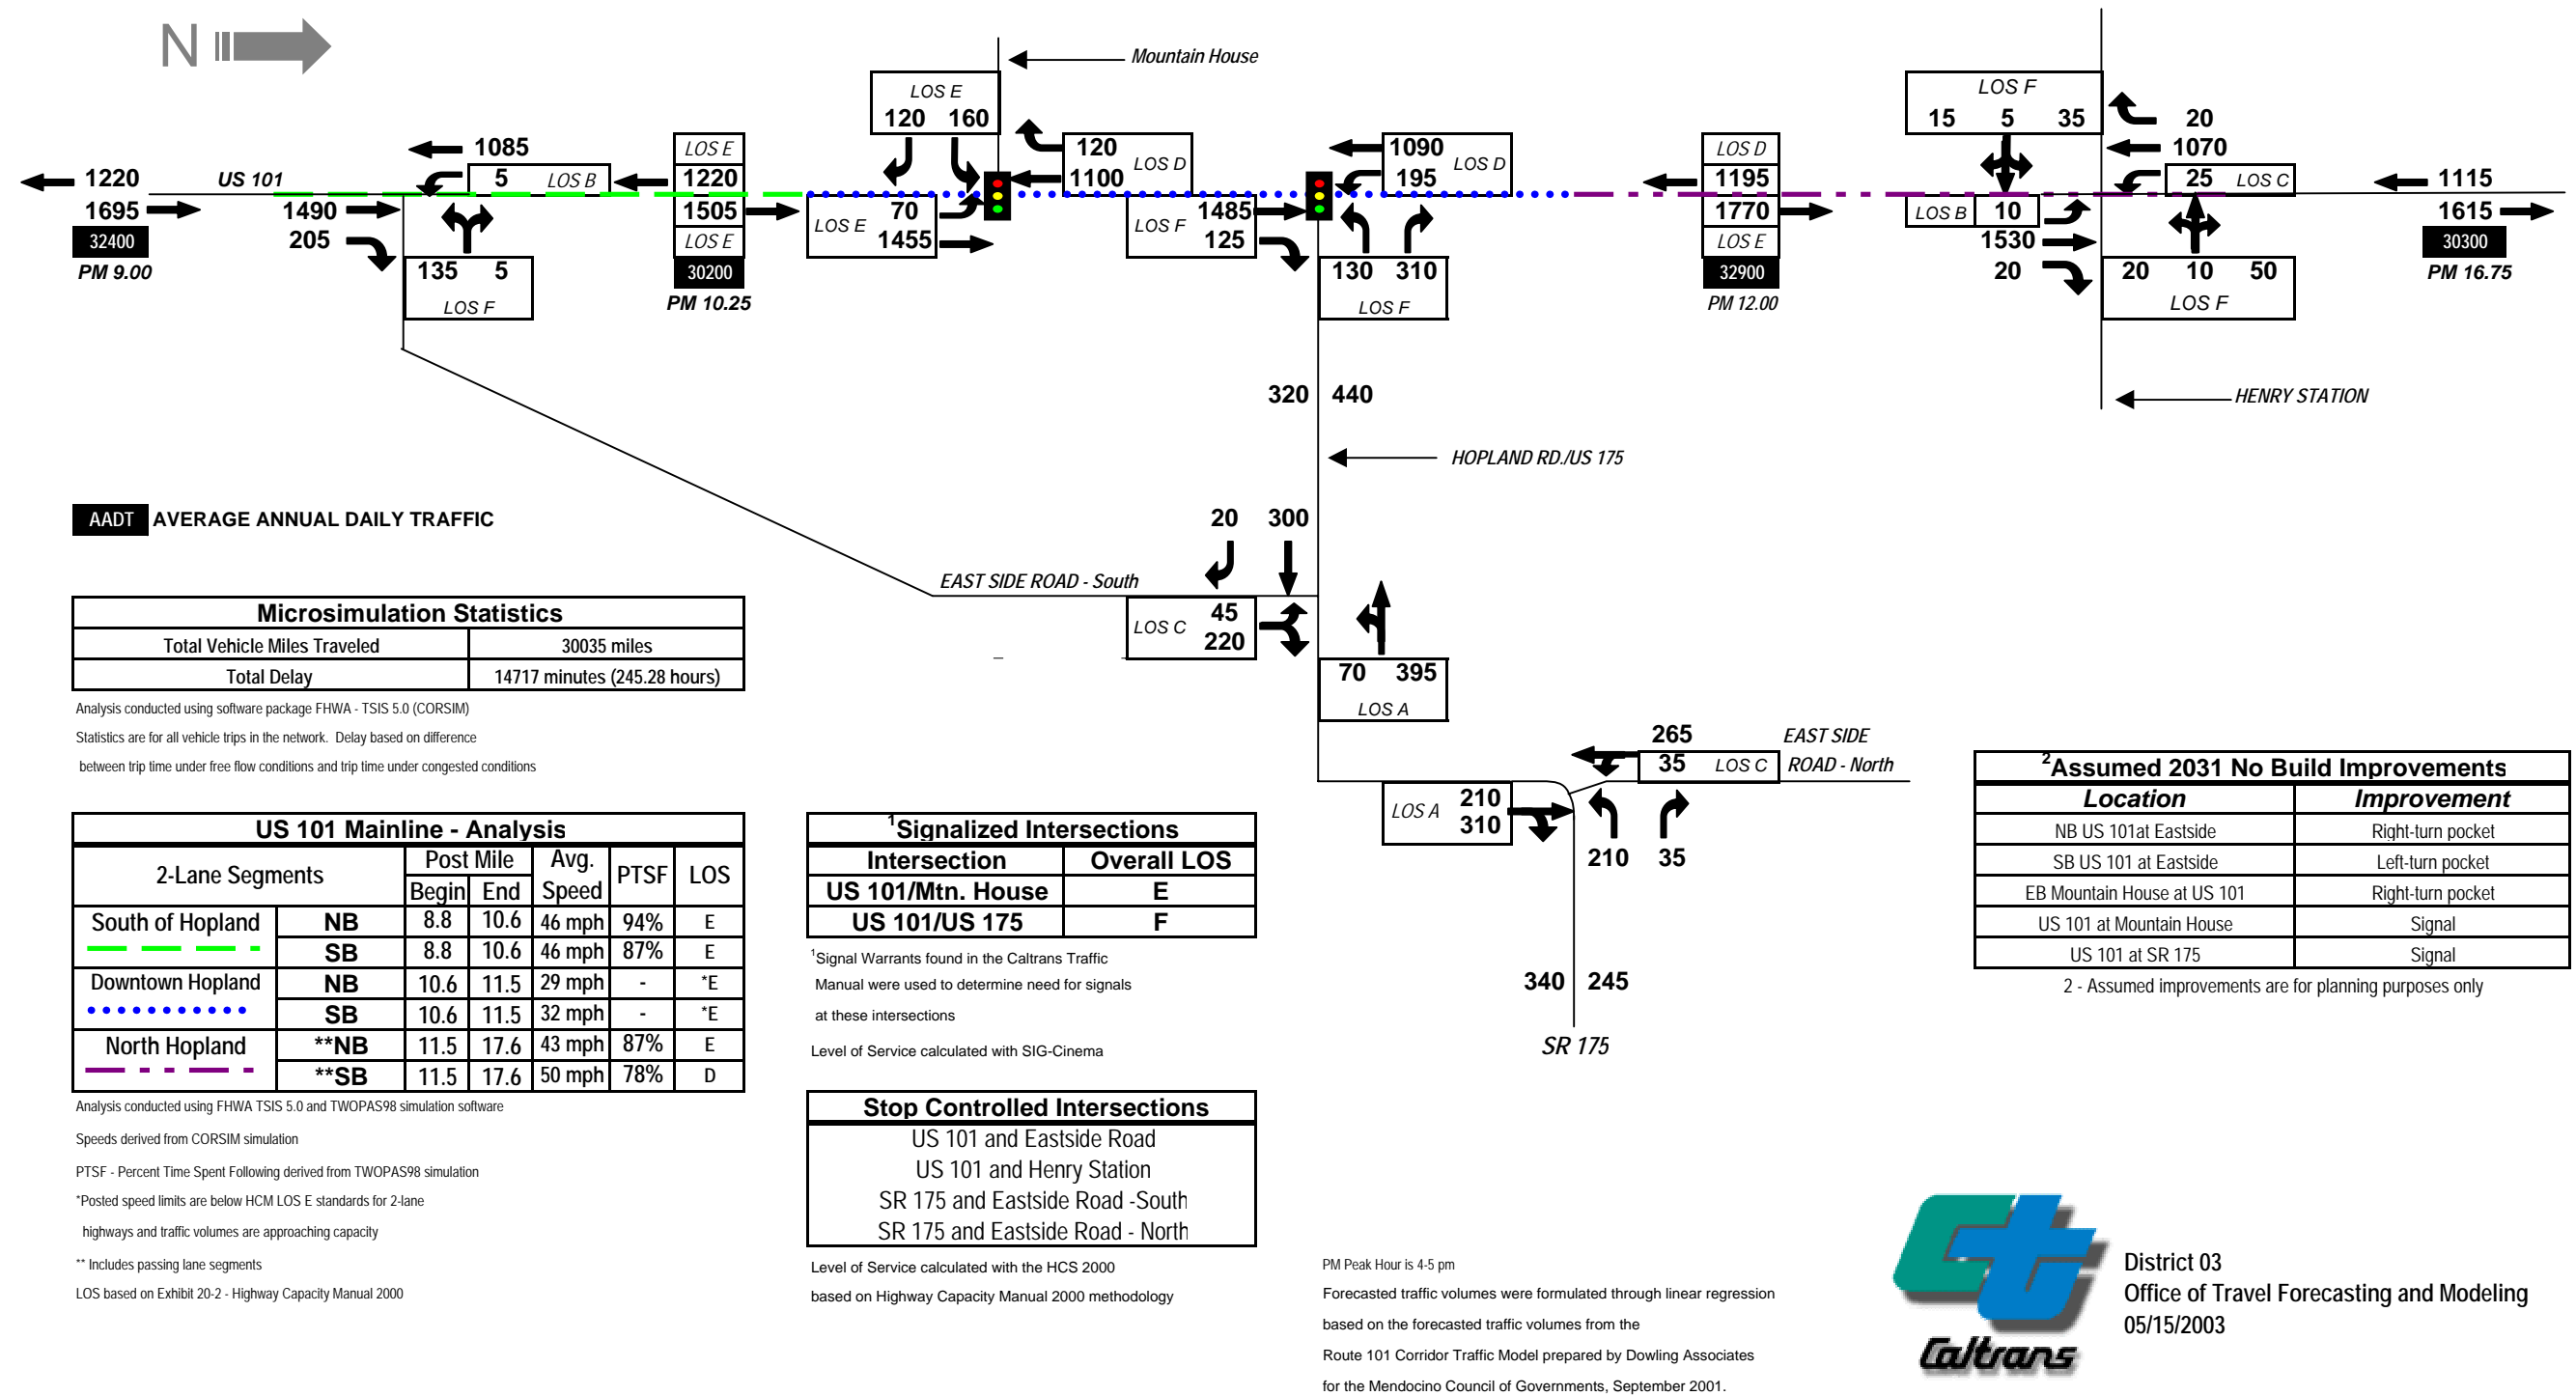 N
Mountain House
LOS E
120 160
LOS F
15 5 35
20
1085
5 LOS B
LOS E
1220
1505
LOS E
30200
PM 10.25
120
1100 LOS D
1090
195 LOS D
LOS D
1195
1770
LOS E
32900
PM 12.00
1070
25 LOS C
1220
US 101
1695
32400
PM 9.00
1490
205
135 5
LOS F
LOS E 70
1455
LOS F 1485
125
130 310
LOS F
LOS B 10
1530
20
20 10 50
LOS F
1115
1615
30300
PM 16.75
320 440
HENRY STATION
HOPLAND RD./US 175
AADT AVERAGE ANNUAL DAILY TRAFFIC
20 300
EAST SIDE ROAD - South
LOS C 45
220
70 395
LOS A
265 EAST SIDE
35 LOS C ROAD - North
LOS A 210
310
210 35
340 245
SR 175
Microsimulation Statistics
Total Vehicle Miles Traveled 30035 miles
Total Delay 14717 minutes (245.28 hours)
Analysis conducted using software package FHWA - TSIS 5.0 (CORSIM)
Statistics are for all vehicle trips in the network. Delay based on difference
between trip time under free flow conditions and trip time under congested conditions
US 101 Mainline - Analysis
2-Lane Segments Post Mile Avg. Speed PTSF LOS
Begin End
South of Hopland NB 8.8 10.6 46 mph 94% E
SB 8.8 10.6 46 mph 87% E
Downtown Hopland NB 10.6 11.5 29 mph - *E
SB 10.6 11.5 32 mph - *E
North Hopland **NB 11.5 17.6 43 mph 87% E
**SB 11.5 17.6 50 mph 78% D
Analysis conducted using FHWA TSIS 5.0 and TWOPAS98 simulation software
Speeds derived from CORSIM simulation
PTSF - Percent Time Spent Following derived from TWOPAS98 simulation
*Posted speed limits are below HCM LOS E standards for 2-lane
highways and traffic volumes are approaching capacity
** Includes passing lane segments
LOS based on Exhibit 20-2 - Highway Capacity Manual 2000
1Signalized Intersections
Intersection Overall LOS
US 101/Mtn. House E
US 101/US 175 F
1Signal Warrants found in the Caltrans Traffic
Manual were used to determine need for signals
at these intersections
Level of Service calculated with SIG-Cinema
Stop Controlled Intersections
US 101 and Eastside Road
US 101 and Henry Station
SR 175 and Eastside Road -South
SR 175 and Eastside Road - North
Level of Service calculated with the HCS 2000
based on Highway Capacity Manual 2000 methodology
2Assumed 2031 No Build Improvements
Location Improvement
NB US 101at Eastside Right-turn pocket
SB US 101 at Eastside Left-turn pocket
EB Mountain House at US 101 Right-turn pocket
US 101 at Mountain House Signal
US 101 at SR 175 Signal
2 - Assumed improvements are for planning purposes only
PM Peak Hour is 4-5 pm
Forecasted traffic volumes were formulated through linear regression
based on the forecasted traffic volumes from the
Route 101 Corridor Traffic Model prepared by Dowling Associates
for the Mendocino Council of Governments, September 2001.
Caltrans
District 03
Office of Travel Forecasting and Modeling
05/15/2003